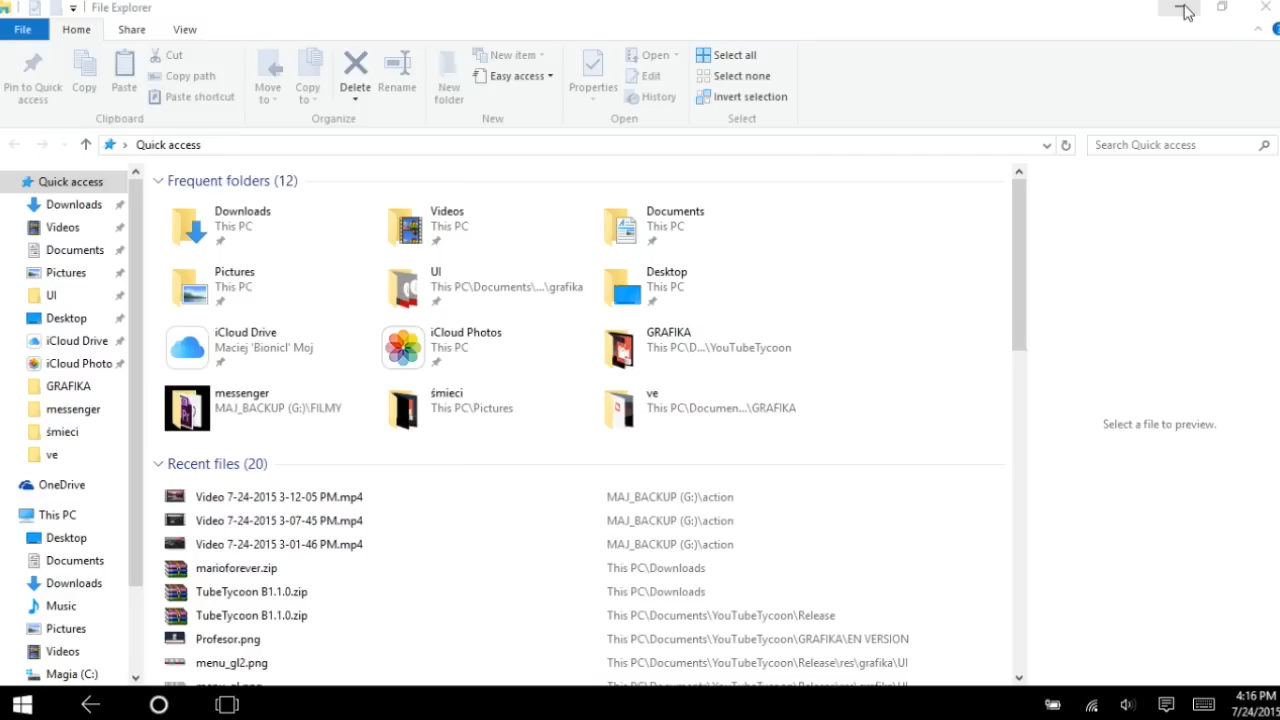 File Explorer
File Home Share View
Pin to Quick access
Copy
Paste
Cut
Copy path
Paste shortcut
Clipboard
Move to
Copy to
Delete
Rename
Organize
New folder
New item
Easy access
New
Properties
Open
Edit
History
Open
Select all
Select none
Invert selection
Select
Quick access
Search Quick access
Quick access
Downloads
Videos
Documents
Pictures
UI
Desktop
iCloud Drive
iCloud Photo
GRAFIKA
messenger
śmieci
ve
OneDrive
This PC
Desktop
Documents
Downloads
Music
Pictures
Videos
Magia (C:)
Frequent folders (12)
Downloads
This PC
Videos
This PC
Documents
This PC
Pictures
This PC
UI
This PC\Documents\...\grafika
Desktop
This PC
iCloud Drive
Maciej 'Bionicl' Moj
iCloud Photos
This PC
GRAFIKA
This PC\D...\YouTubeTycoon
messenger
MAJ_BACKUP (G:)\FILMY
śmieci
This PC\Pictures
ve
This PC\Documen...\GRAFIKA
Recent files (20)
Video 7-24-2015 3-12-05 PM.mp4 MAJ_BACKUP (G:)\action
Video 7-24-2015 3-07-45 PM.mp4 MAJ_BACKUP (G:)\action
Video 7-24-2015 3-01-46 PM.mp4 MAJ_BACKUP (G:)\action
marioforever.zip This PC\Downloads
TubeTycoon B1.1.0.zip This PC\Downloads
TubeTycoon B1.1.0.zip This PC\Documents\YouTubeTycoon\Release
Profesor.png This PC\Documents\YouTubeTycoon\GRAFIKA\EN VERSION
menu_gl2.png This PC\Documents\YouTubeTycoon\Release\res\grafika\UI
Select a file to preview.
4:16 PM
7/24/2015